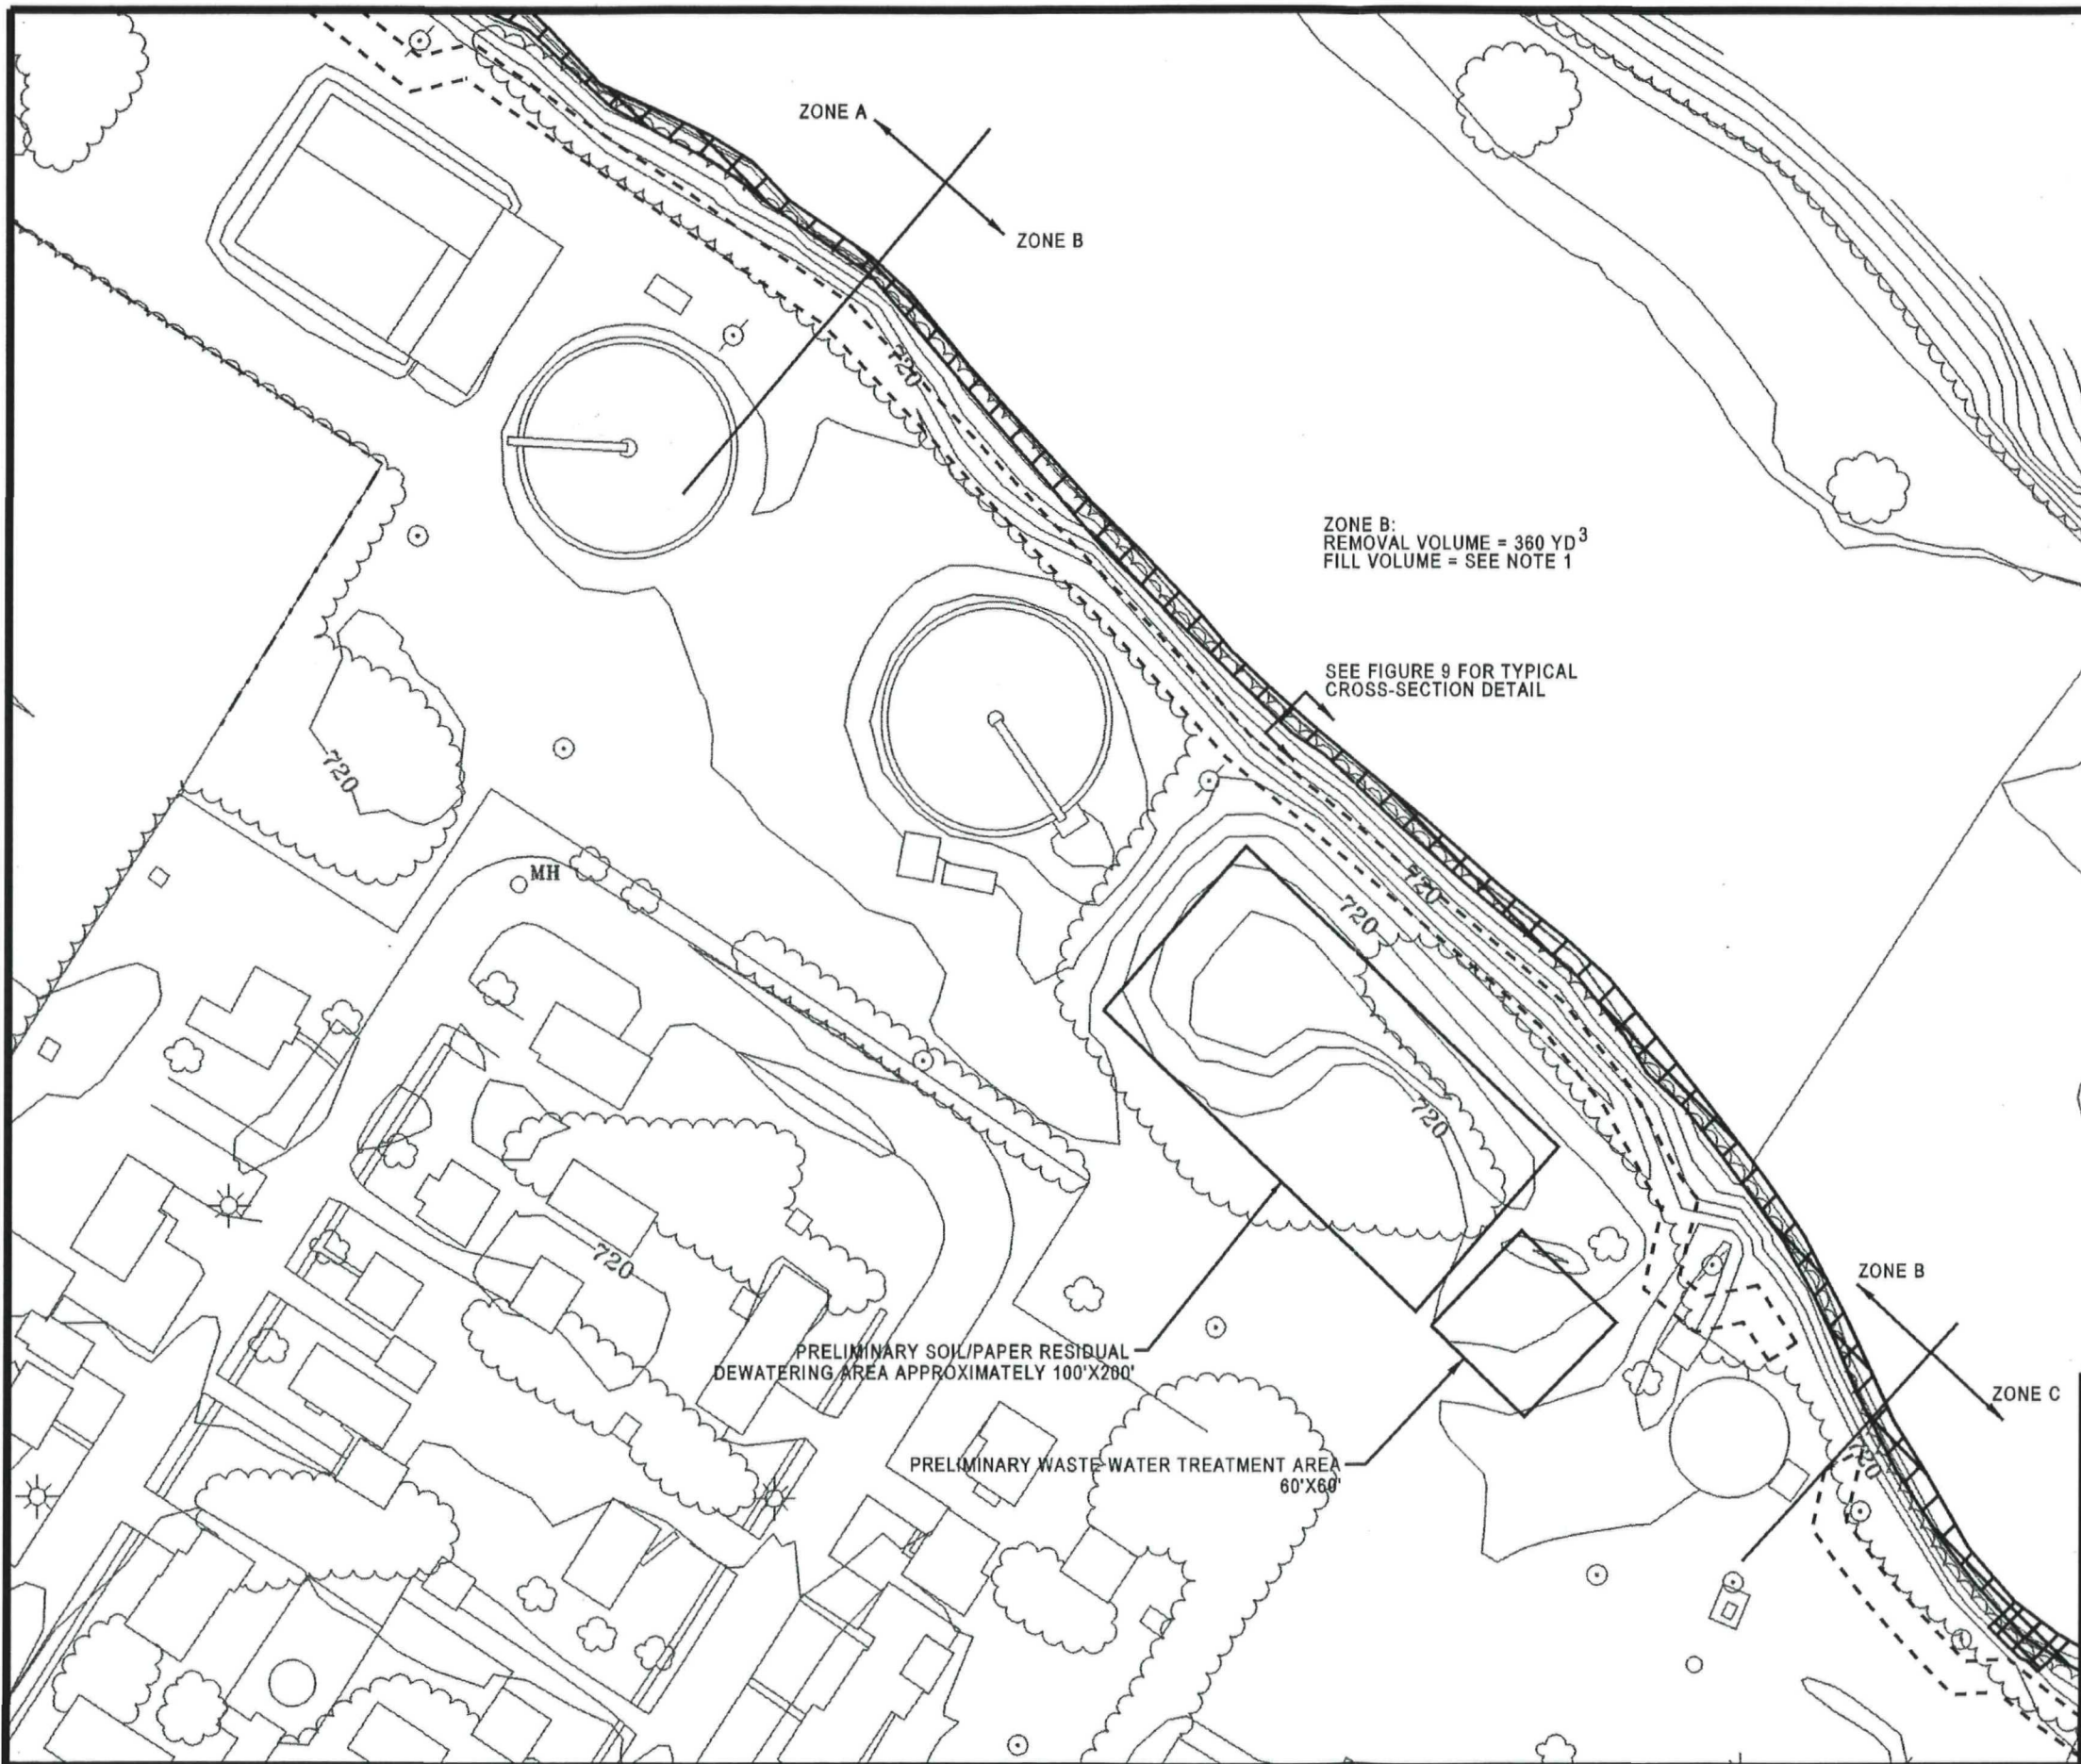 ZONE A
ZONE B
720
ZONE B:
REMOVAL VOLUME = 360 YD³
FILL VOLUME = SEE NOTE 1
SEE FIGURE 9 FOR TYPICAL
CROSS-SECTION DETAIL
720
MH
720
720
720
720
ZONE B
PRELIMINARY SOIL/PAPER RESIDUAL
DEWATERING AREA APPROXIMATELY 100'X200'
ZONE C
PRELIMINARY WASTE WATER TREATMENT AREA
60'X60'
720